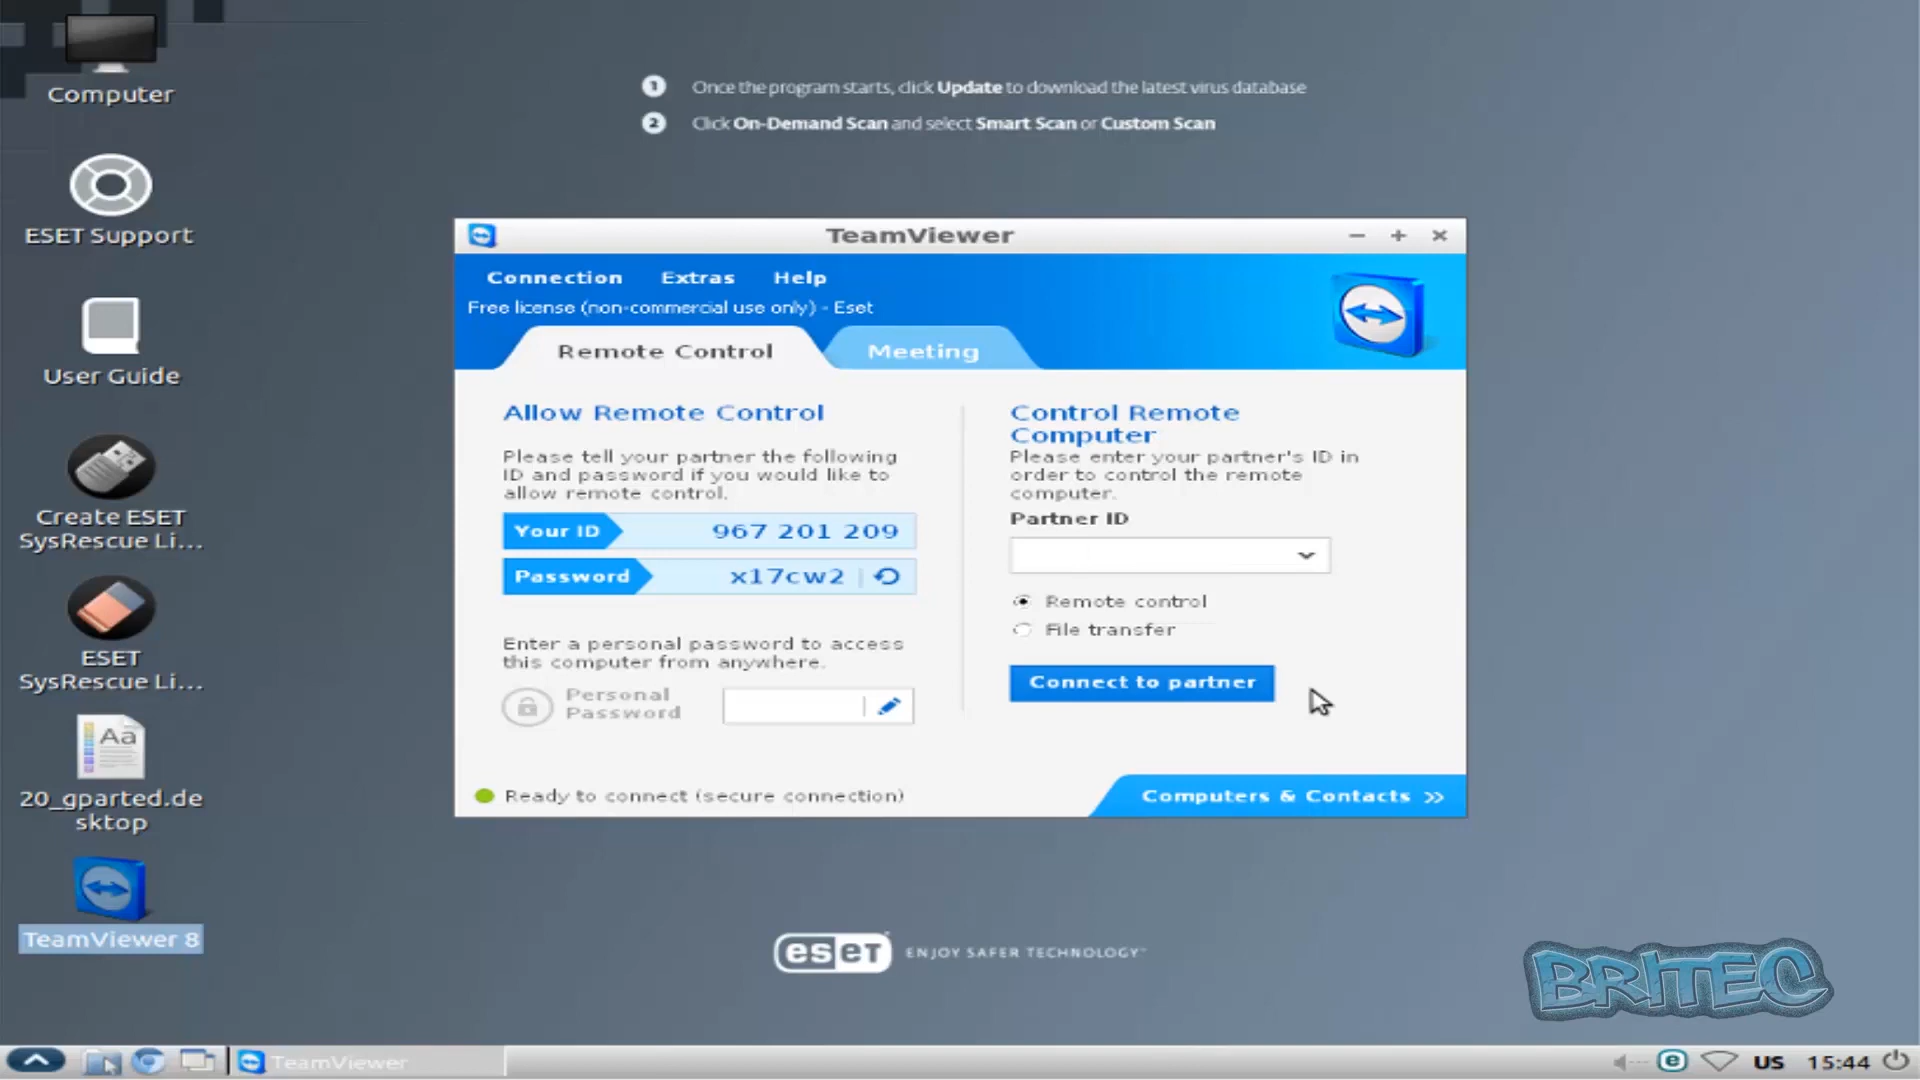 Computer
ESET Support
User Guide
Create ESET
SysRescue Li...
ESET
SysRescue Li...
Aa
20_gparted.de
sktop
TeamViewer 8
1 Once the program starts, click Update to download the latest virus database
2 Click On-Demand Scan and select Smart Scan or Custom Scan
TeamViewer
Connection Extras Help
Free license (non-commercial use only) - Eset
Remote Control Meeting
Allow Remote Control
Please tell your partner the following
ID and password if you would like to
allow remote control.
Your ID 967 201 209
Password x17cw2
Enter a personal password to access
this computer from anywhere.
Personal
Password
Control Remote
Computer
Please enter your partner's ID in
order to control the remote
computer.
Partner ID
Remote control
File transfer
Connect to partner
Ready to connect (secure connection)
Computers & Contacts >>
eset ENJOY SAFER TECHNOLOGY™
BRITEC
TeamViewer
e US 15:44